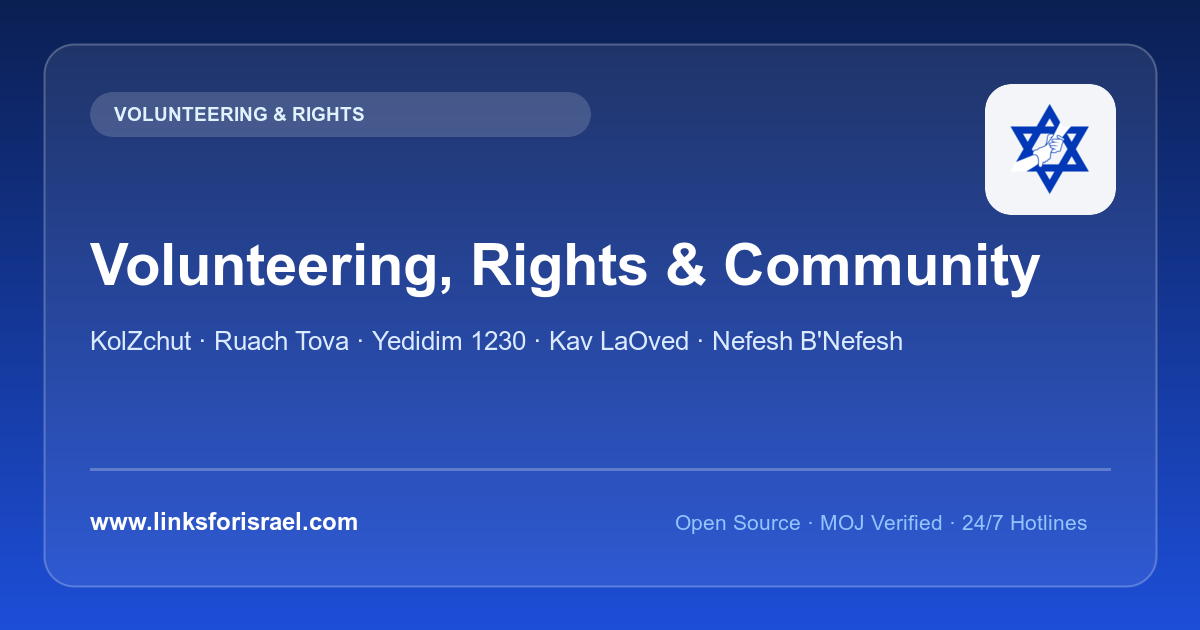 VOLUNTEERING & RIGHTS
Volunteering, Rights & Community
KolZchut · Ruach Tova · Yedidim 1230 · Kav LaOved · Nefesh B'Nefesh
www.linksforisrael.com
Open Source · MOJ Verified · 24/7 Hotlines